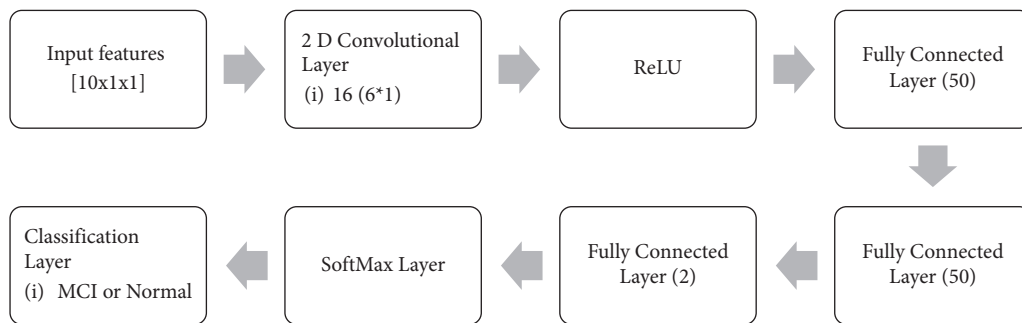 Input features
[10x1x1]
2 D Convolutional
Layer
(i) 16 (6*1)
ReLU
Fully Connected
Layer (50)
Fully Connected
Layer (50)
Fully Connected
Layer (2)
SoftMax Layer
Classification
Layer
(i) MCI or Normal